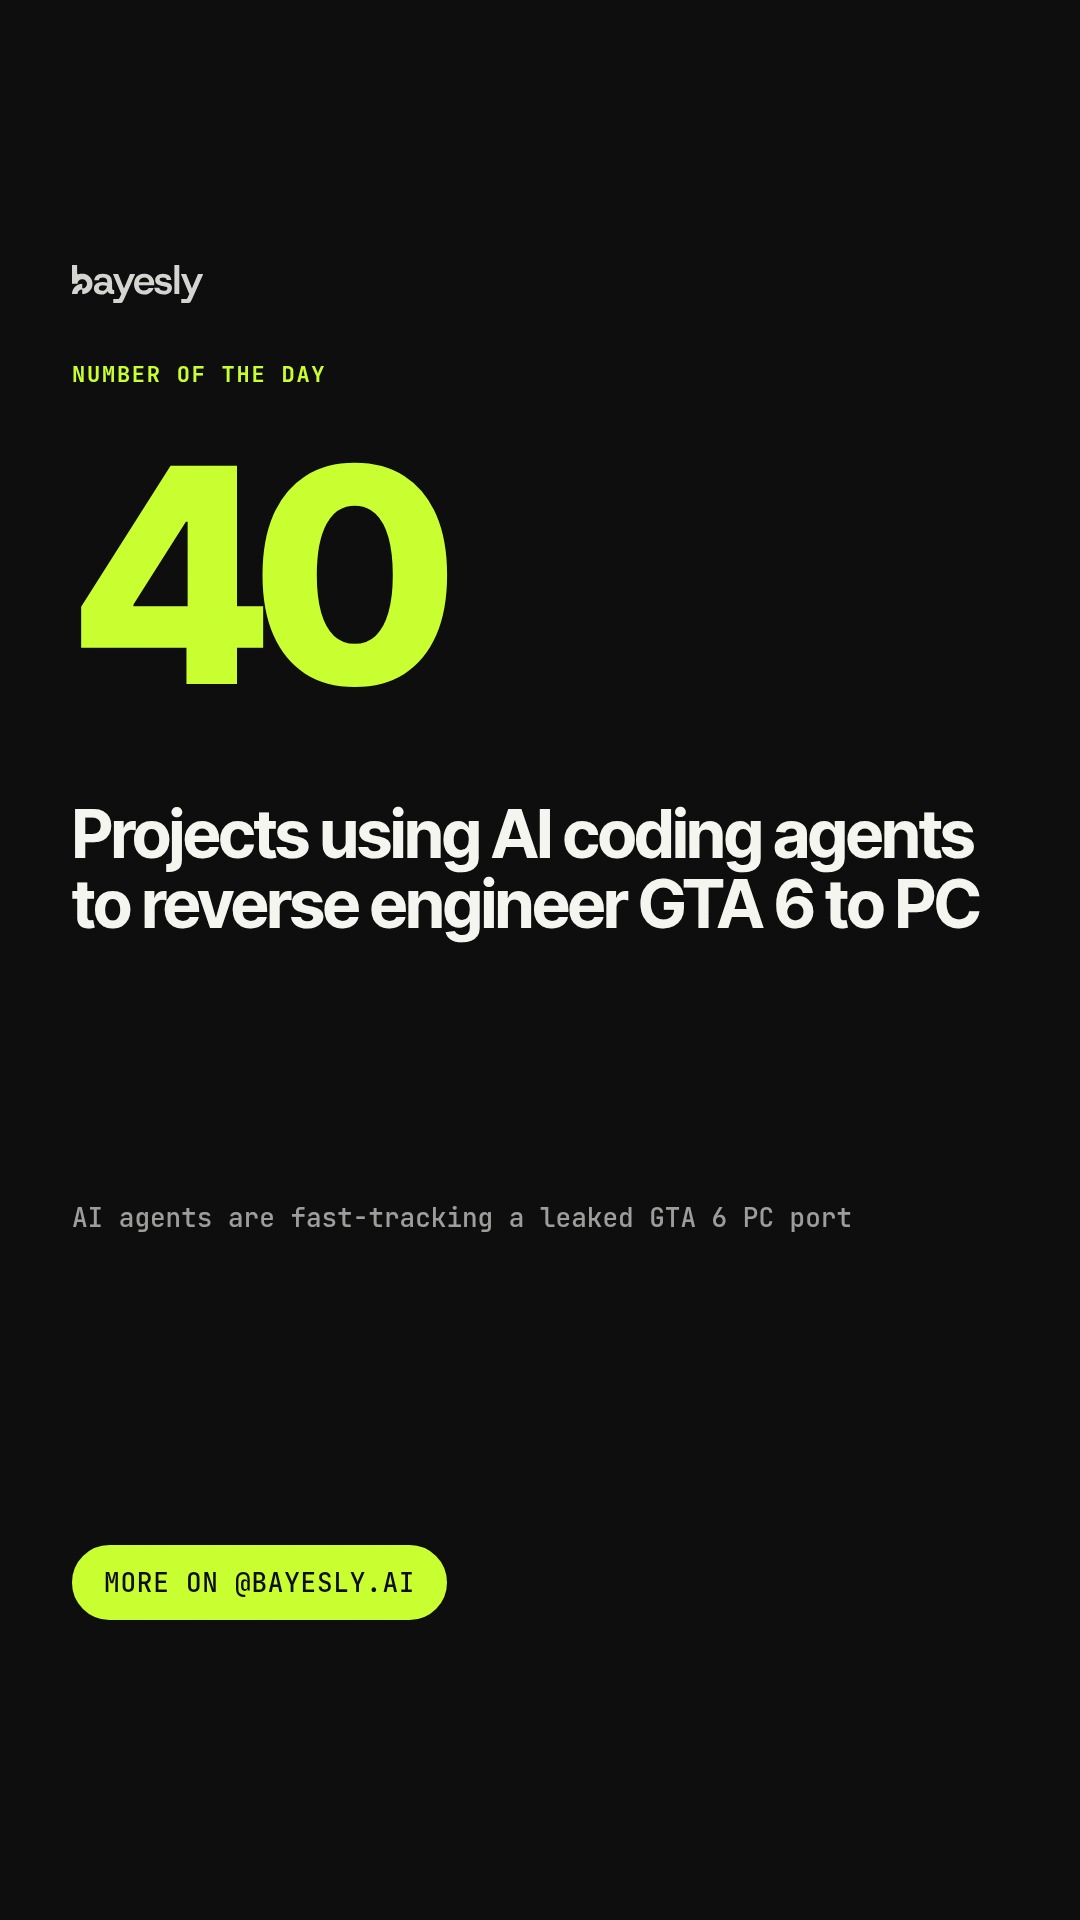 bayesly
NUMBER OF THE DAY
40
Projects using AI coding agents
to reverse engineer GTA 6 to PC
AI agents are fast-tracking a leaked GTA 6 PC port
MORE ON @BAYESLY.AI